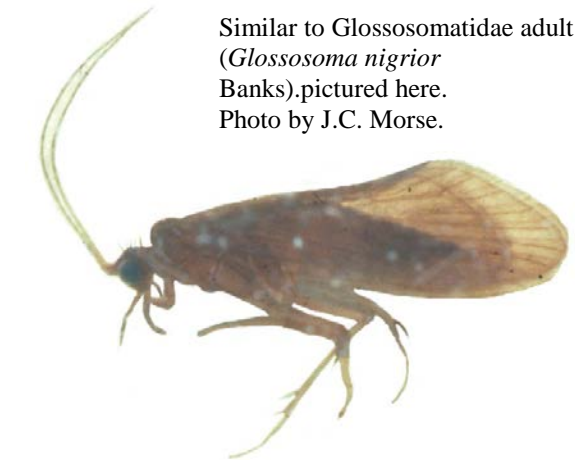 Similar to Glossosomatidae adult
(Glossosoma nigrior
Banks).pictured here.
Photo by J.C. Morse.